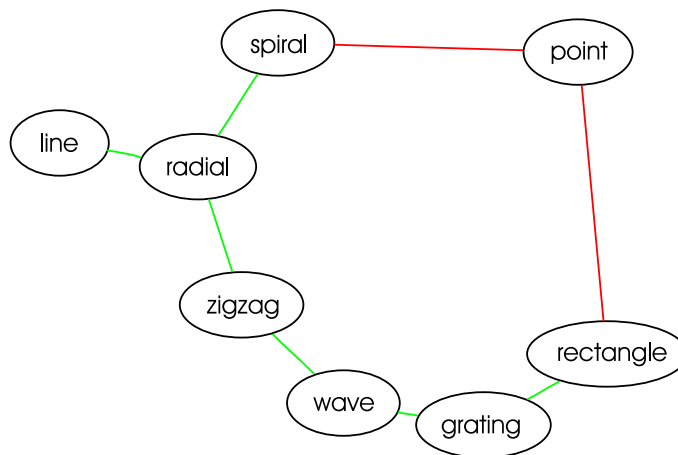 spiral
point
line
radial
zigzag
rectangle
wave
grating